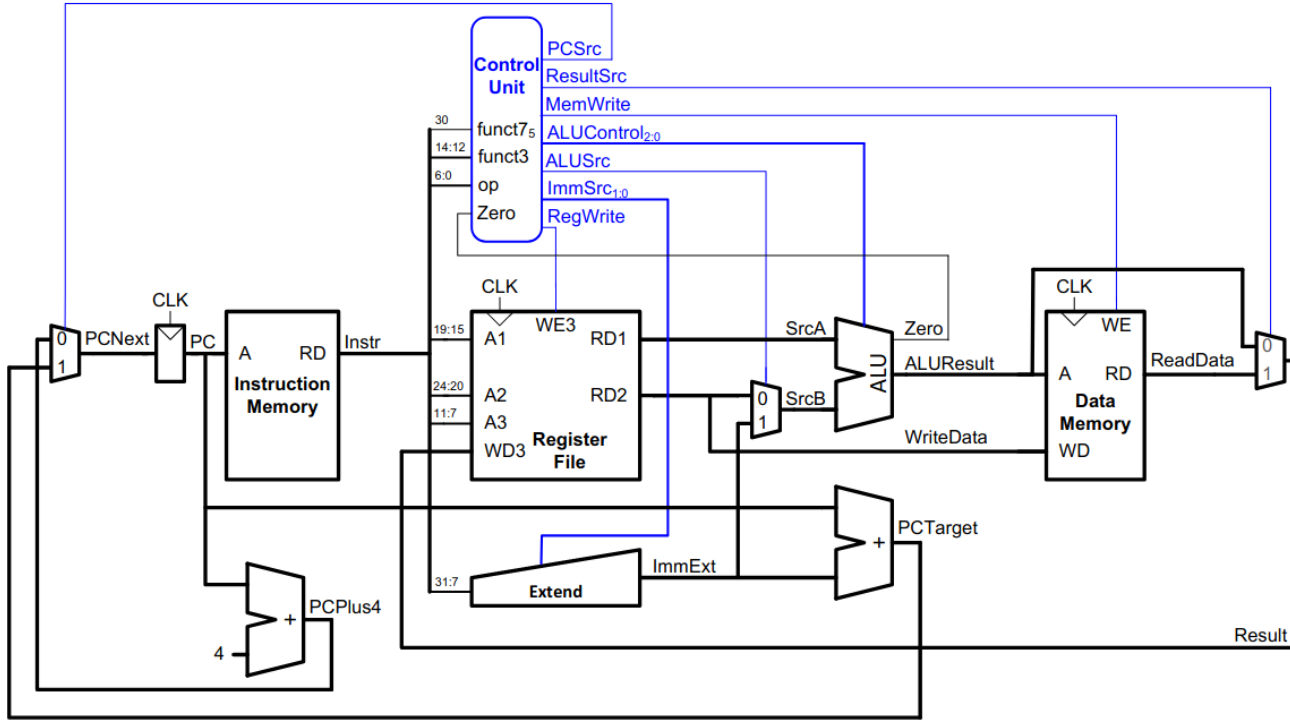 PCSrc
Control
Unit
ResultSrc
MemWrite
30
funct7₅
ALUControl₂:₀
14:12
funct3
ALUSrc
6:0
op
ImmSrc₁:₀
Zero
RegWrite
CLK
CLK
CLK
0
1
PCNext
PC
A
RD
Instruction
Memory
Instr
19:15
A1
WE3
RD1
SrcA
Zero
WE
24:20
A2
RD2
0
1
SrcB
ALU
ALUResult
A
RD
ReadData
0
1
11:7
A3
WD3
Register
File
WriteData
Data
Memory
WD
PCTarget
+
31:7
Extend
ImmExt
PCPlus4
+
4
Result